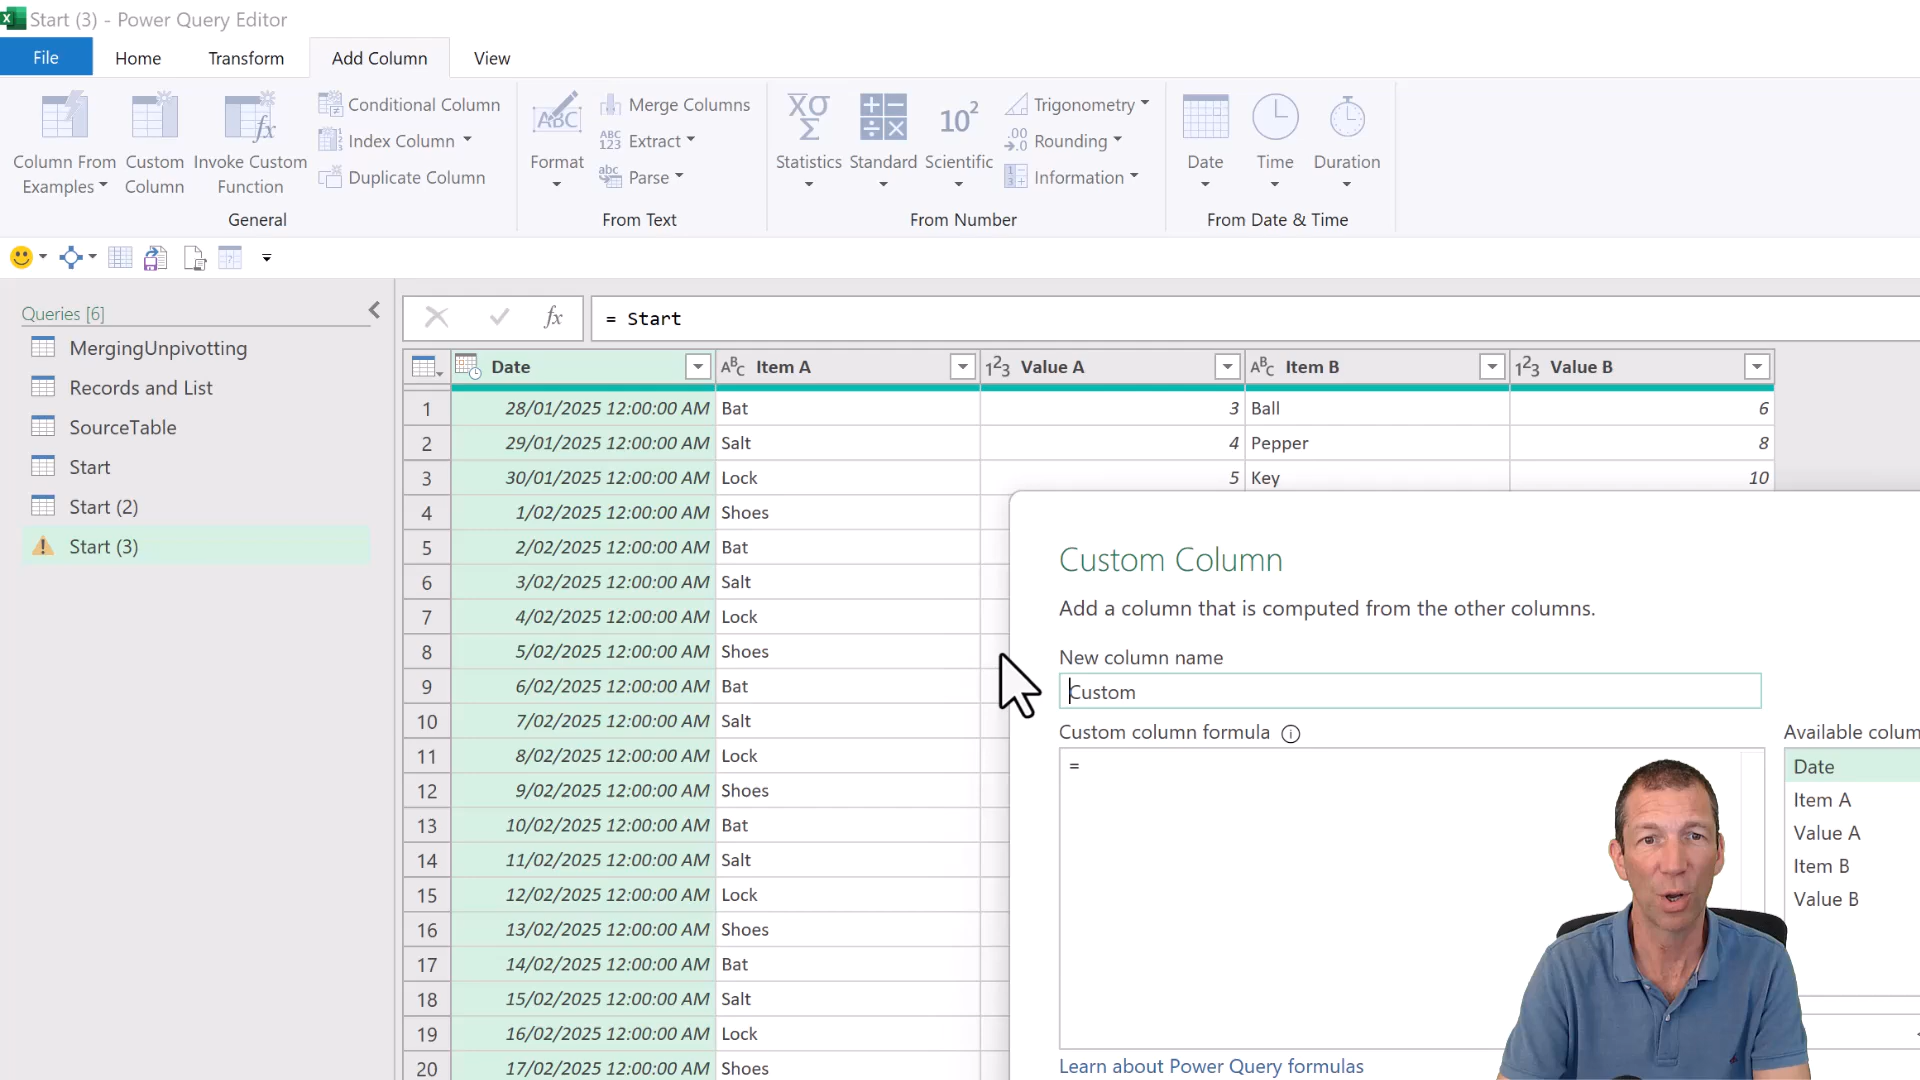 Start (3) - Power Query Editor
File Home Transform Add Column View
Column From Examples
Custom Column
Invoke Custom Function
Conditional Column
Index Column
Duplicate Column
General
Format
Merge Columns
Extract
Parse
From Text
Statistics
Standard
Scientific
Trigonometry
Rounding
Information
From Number
Date
Time
Duration
From Date & Time
Queries [6]
MergingUnpivotting
Records and List
SourceTable
Start
Start (2)
Start (3)
= Start
Date Item A Value A Item B Value B
1 28/01/2025 12:00:00 AM Bat 3 Ball 6
2 29/01/2025 12:00:00 AM Salt 4 Pepper 8
3 30/01/2025 12:00:00 AM Lock 5 Key 10
4 1/02/2025 12:00:00 AM Shoes
5 2/02/2025 12:00:00 AM Bat
6 3/02/2025 12:00:00 AM Salt
7 4/02/2025 12:00:00 AM Lock
8 5/02/2025 12:00:00 AM Shoes
9 6/02/2025 12:00:00 AM Bat
10 7/02/2025 12:00:00 AM Salt
11 8/02/2025 12:00:00 AM Lock
12 9/02/2025 12:00:00 AM Shoes
13 10/02/2025 12:00:00 AM Bat
14 11/02/2025 12:00:00 AM Salt
15 12/02/2025 12:00:00 AM Lock
16 13/02/2025 12:00:00 AM Shoes
17 14/02/2025 12:00:00 AM Bat
18 15/02/2025 12:00:00 AM Salt
19 16/02/2025 12:00:00 AM Lock
20 17/02/2025 12:00:00 AM Shoes
Custom Column
Add a column that is computed from the other columns.
New column name
Custom
Custom column formula
=
Available colum
Date
Item A
Value A
Item B
Value B
Learn about Power Query formulas